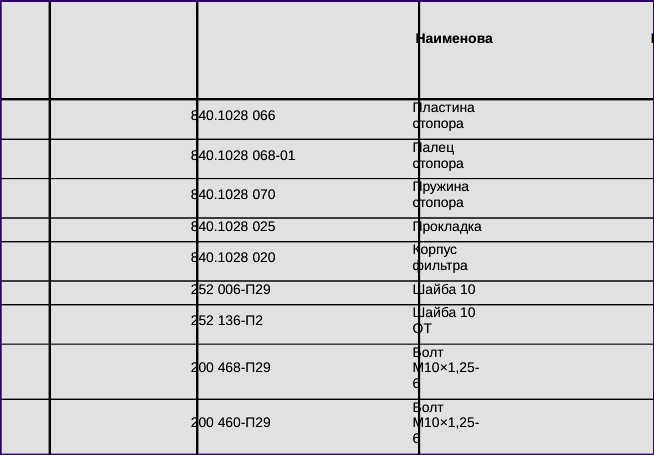 Наименова
840.1028 066
Пластина
стопора
840.1028 068-01
Палец
стопора
840.1028 070
Пружина
стопора
840.1028 025
Прокладка
840.1028 020
Корпус
фильтра
252 006-П29
Шайба 10
252 136-П2
Шайба 10
ОТ
200 468-П29
Болт
М10×1,25-
6
200 460-П29
Болт
М10×1,25-
6